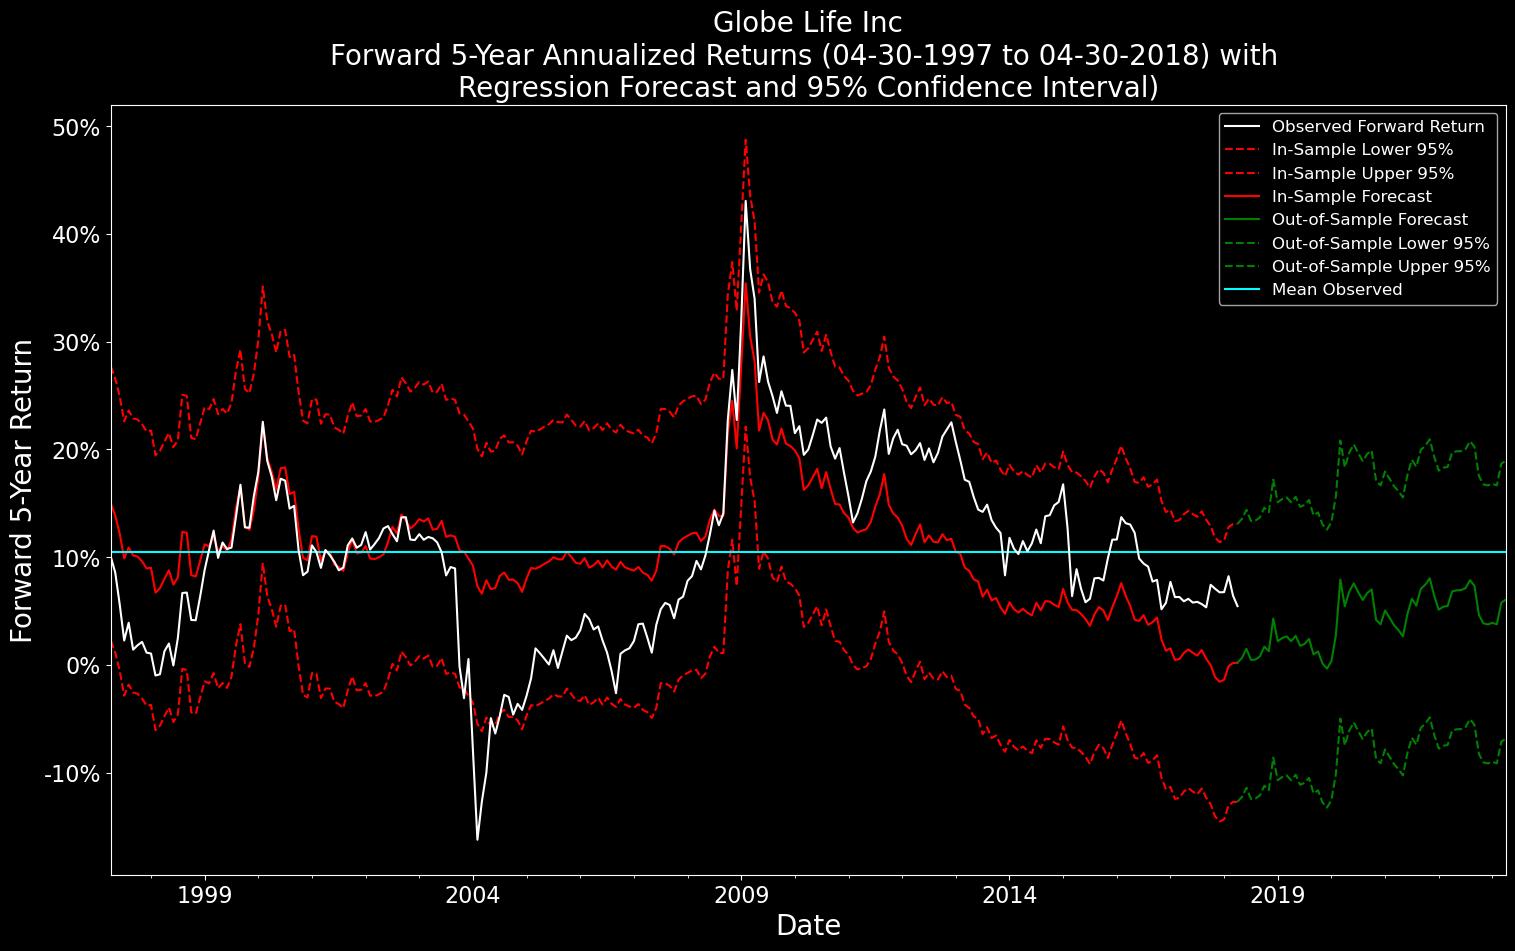 Globe Life Inc
Forward 5-Year Annualized Returns (04-30-1997 to 04-30-2018) with
Regression Forecast and 95% Confidence Interval)
Forward 5-Year Return
50%
40%
30%
20%
10%
0%
-10%
Observed Forward Return
In-Sample Lower 95%
In-Sample Upper 95%
In-Sample Forecast
Out-of-Sample Forecast
Out-of-Sample Lower 95%
Out-of-Sample Upper 95%
Mean Observed
1999
2004
2009
2014
2019
Date